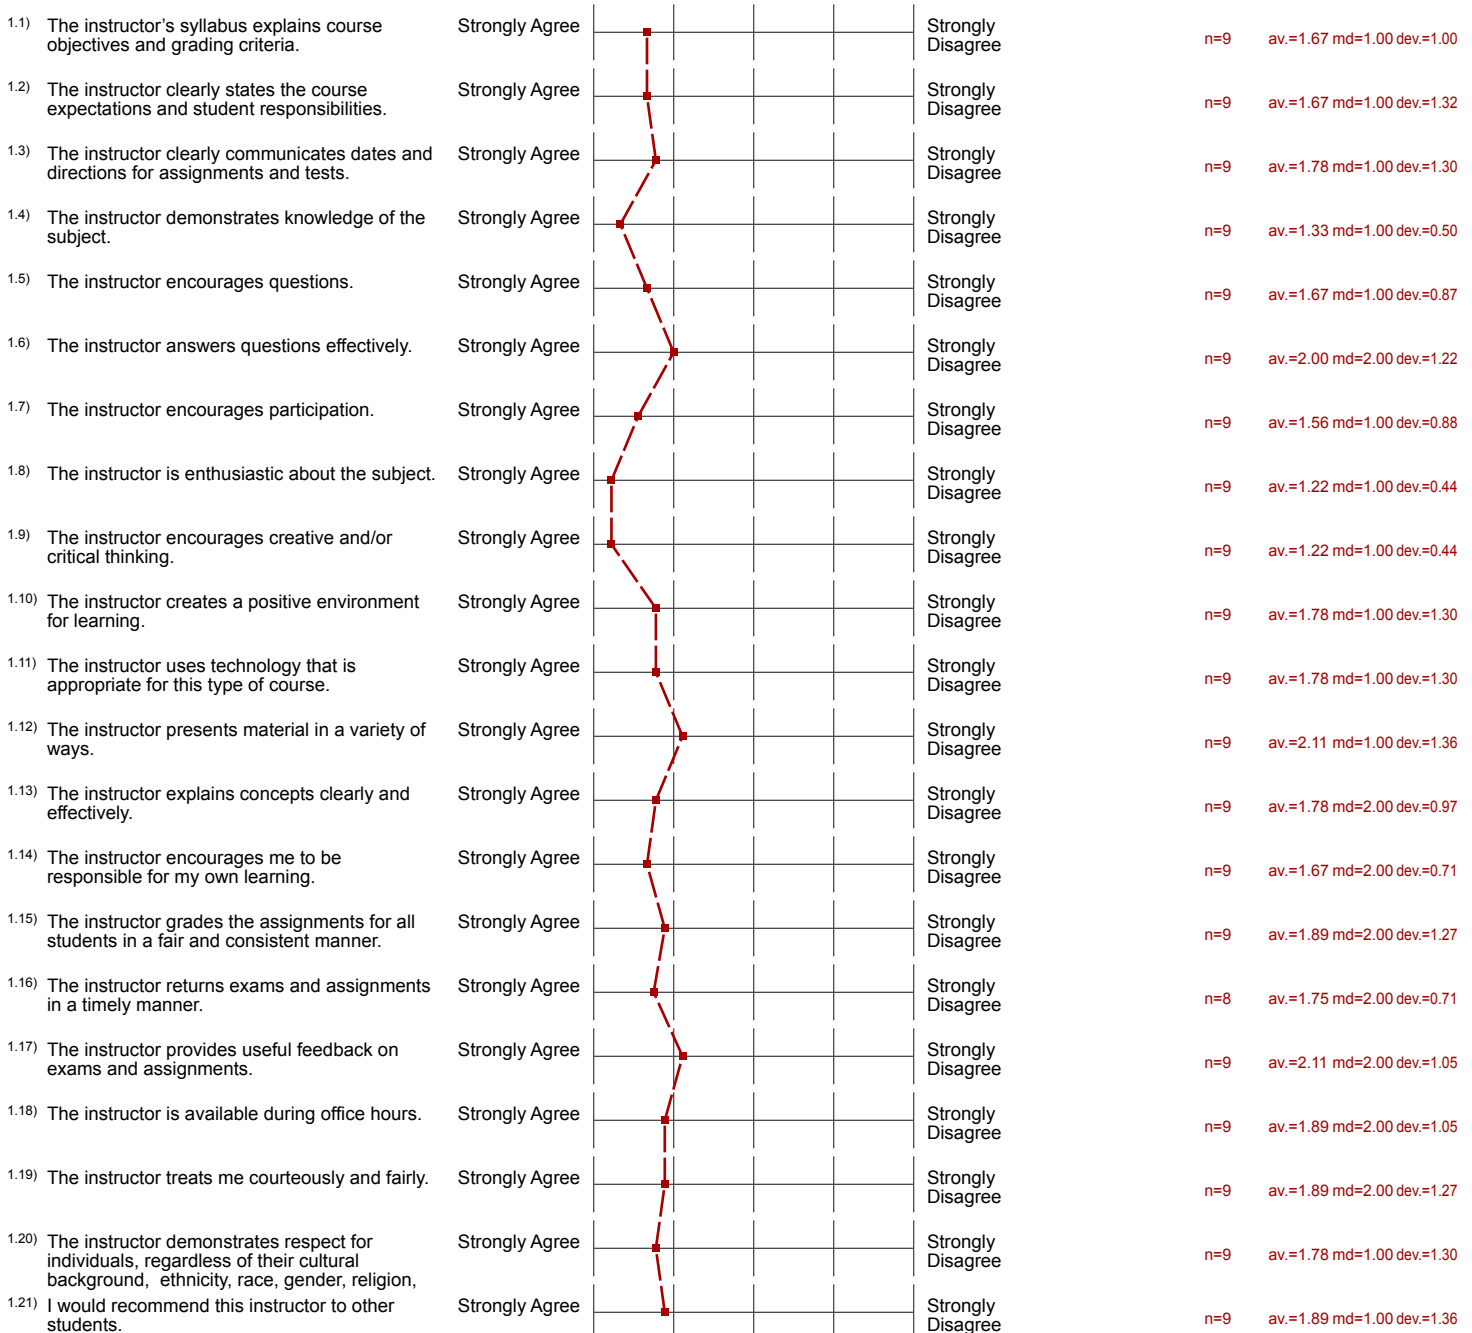 1.1) The instructor's syllabus explains course Strongly Agree Strongly
objectives and grading criteria. Disagree n=9 av.=1.67 md=1.00 dev.=1.00
1.2) The instructor clearly states the course Strongly Agree Strongly
expectations and student responsibilities. Disagree n=9 av.=1.67 md=1.00 dev.=1.32
1.3) The instructor clearly communicates dates and Strongly Agree Strongly
directions for assignments and tests. Disagree n=9 av.=1.78 md=1.00 dev.=1.30
1.4) The instructor demonstrates knowledge of the Strongly Agree Strongly
subject. Disagree n=9 av.=1.33 md=1.00 dev.=0.50
1.5) The instructor encourages questions. Strongly Agree Strongly
Disagree n=9 av.=1.67 md=1.00 dev.=0.87
1.6) The instructor answers questions effectively. Strongly Agree Strongly
Disagree n=9 av.=2.00 md=2.00 dev.=1.22
1.7) The instructor encourages participation. Strongly Agree Strongly
Disagree n=9 av.=1.56 md=1.00 dev.=0.88
1.8) The instructor is enthusiastic about the subject. Strongly Agree Strongly
Disagree n=9 av.=1.22 md=1.00 dev.=0.44
1.9) The instructor encourages creative and/or Strongly Agree Strongly
critical thinking. Disagree n=9 av.=1.22 md=1.00 dev.=0.44
1.10) The instructor creates a positive environment Strongly Agree Strongly
for learning. Disagree n=9 av.=1.78 md=1.00 dev.=1.30
1.11) The instructor uses technology that is Strongly Agree Strongly
appropriate for this type of course. Disagree n=9 av.=1.78 md=1.00 dev.=1.30
1.12) The instructor presents material in a variety of Strongly Agree Strongly
ways. Disagree n=9 av.=2.11 md=1.00 dev.=1.36
1.13) The instructor explains concepts clearly and Strongly Agree Strongly
effectively. Disagree n=9 av.=1.78 md=2.00 dev.=0.97
1.14) The instructor encourages me to be Strongly Agree Strongly
responsible for my own learning. Disagree n=9 av.=1.67 md=2.00 dev.=0.71
1.15) The instructor grades the assignments for all Strongly Agree Strongly
students in a fair and consistent manner. Disagree n=9 av.=1.89 md=2.00 dev.=1.27
1.16) The instructor returns exams and assignments Strongly Agree Strongly
in a timely manner. Disagree n=8 av.=1.75 md=2.00 dev.=0.71
1.17) The instructor provides useful feedback on Strongly Agree Strongly
exams and assignments. Disagree n=9 av.=2.11 md=2.00 dev.=1.05
1.18) The instructor is available during office hours. Strongly Agree Strongly
Disagree n=9 av.=1.89 md=2.00 dev.=1.05
1.19) The instructor treats me courteously and fairly. Strongly Agree Strongly
Disagree n=9 av.=1.89 md=2.00 dev.=1.27
1.20) The instructor demonstrates respect for Strongly Agree Strongly
individuals, regardless of their cultural Disagree n=9 av.=1.78 md=1.00 dev.=1.30
background, ethnicity, race, gender, religion,
1.21) I would recommend this instructor to other Strongly Agree Strongly
students. Disagree n=9 av.=1.89 md=1.00 dev.=1.36